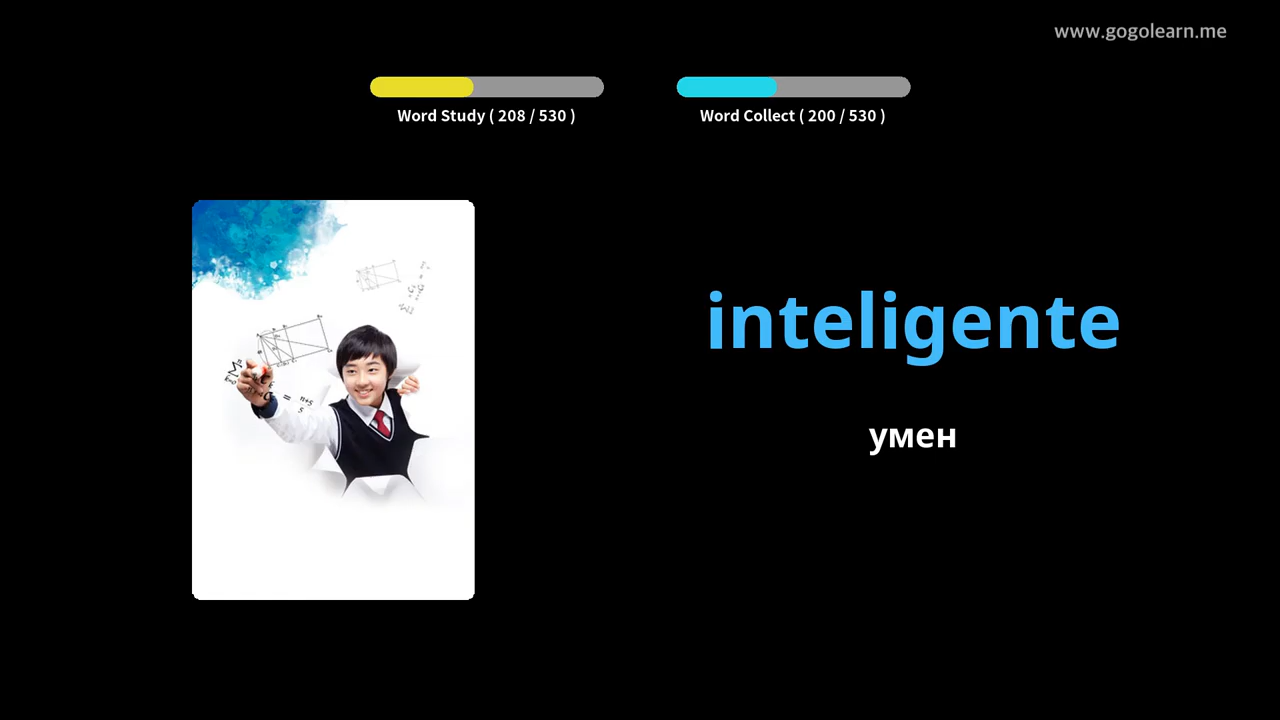 www.gogolearn.me
Word Study ( 208 / 530 )
Word Collect ( 200 / 530 )
inteligente
умен